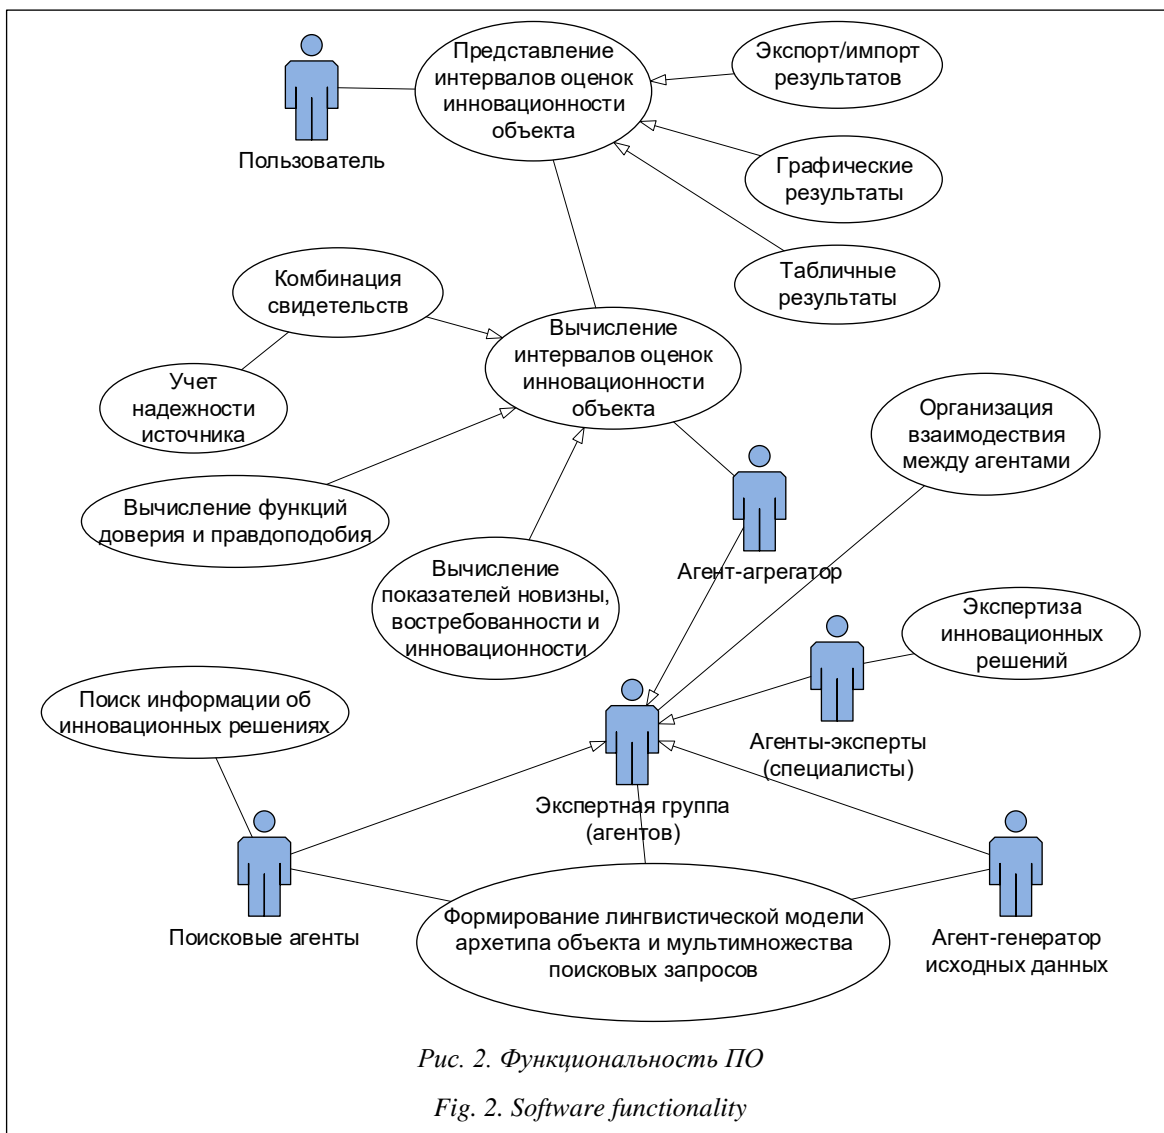 Представление
интервалов оценок
инновационности
объекта
Экспорт/импорт
результатов
Пользователь
Графические
результаты
Табличные
результаты
Комбинация
свидетельств
Вычисление
интервалов оценок
инновационности
объекта
Учет
надежности
источника
Организация
взаимодествия
между агентами
Вычисление функций
доверия и правдоподобия
Агент-агрегатор
Вычисление
показателей новизны,
востребованности и
инновационности
Экспертиза
инновационных
решений
Поиск информации об
инновационных решениях
Агенты-эксперты
(специалисты)
Экспертная группа
(агентов)
Поисковые агенты
Формирование лингвистической модели
архетипа объекта и мультимножества
поисковых запросов
Агент-генератор
исходных данных
Рис. 2. Функциональность ПО
Fig. 2. Software functionality